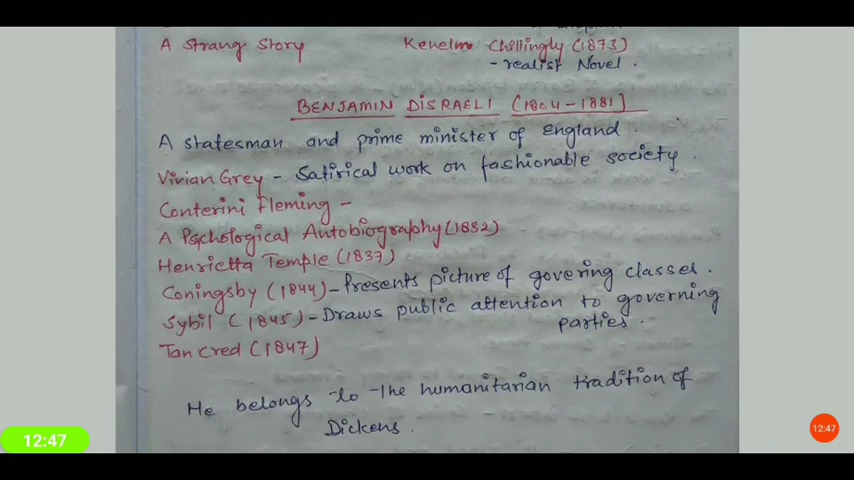 A Strang Story Kenelm Chillingly (1873)
- realist Novel.
BENJAMIN DISRAELI (1804-1881]
A statesman and prime minister of England.
Vivian Grey - Satirical work on fashionable society.
Conterini Fleming -
A Pschological Autobiography (1832)
Henrietta Temple (1837)
Coningsby (1844) - Presents picture of govering classes.
Sybil (1845) - Draws public attention to governing
parties.
Tancred (1847)
He belongs to the humanitarian tradition of
Dickens.
12:47
12:47